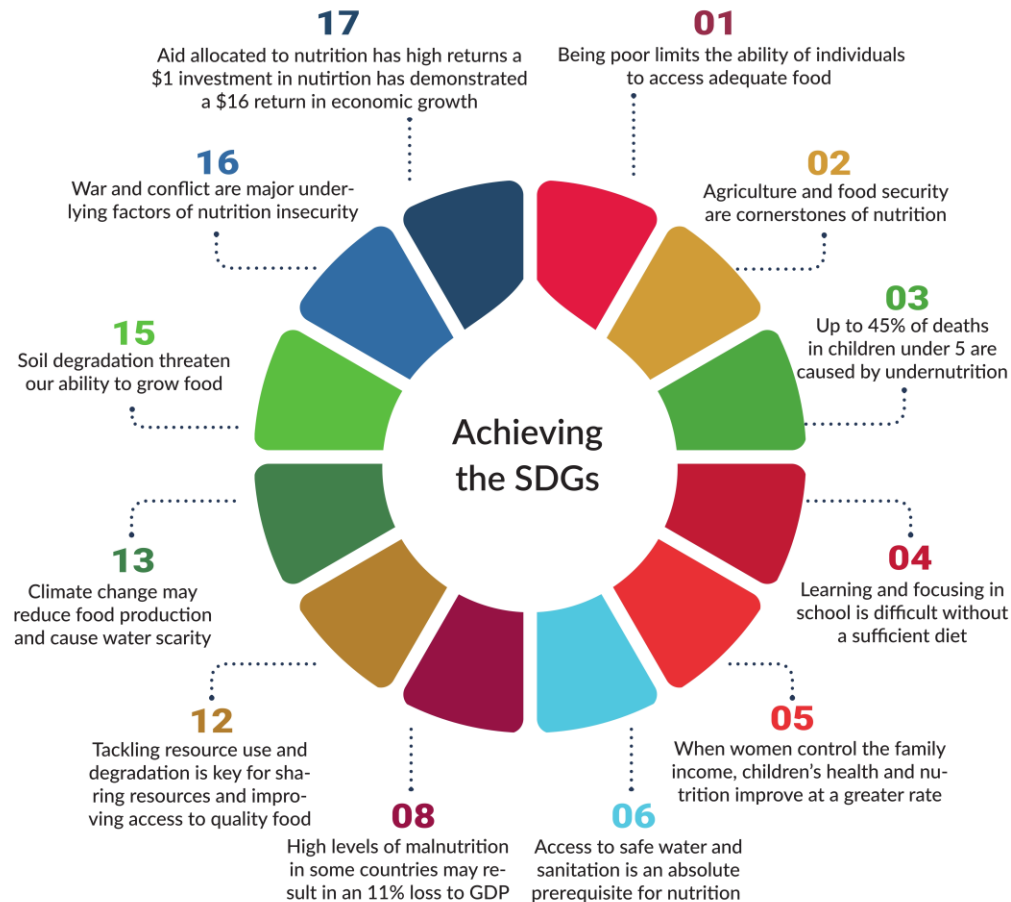 17
Aid allocated to nutrition has high returns a
$1 investment in nutirtion has demonstrated
a $16 return in economic growth
01
Being poor limits the ability of individuals
to access adequate food
16
War and conflict are major under-
lying factors of nutrition insecurity
02
Agriculture and food security
are cornerstones of nutrition
03
Up to 45% of deaths
in children under 5 are
caused by undernutrition
15
Soil degradation threaten
our ability to grow food
Achieving
the SDGs
13
Climate change may
reduce food production
and cause water scarity
04
Learning and focusing in
school is difficult without
a sufficient diet
12
Tackling resource use and
degradation is key for sha-
ring resources and impro-
ving access to quality food
05
When women control the family
income, children’s health and nu-
trition improve at a greater rate
08
High levels of malnutrition
in some countries may re-
sult in an 11% loss to GDP
06
Access to safe water and
sanitation is an absolute
prerequisite for nutrition